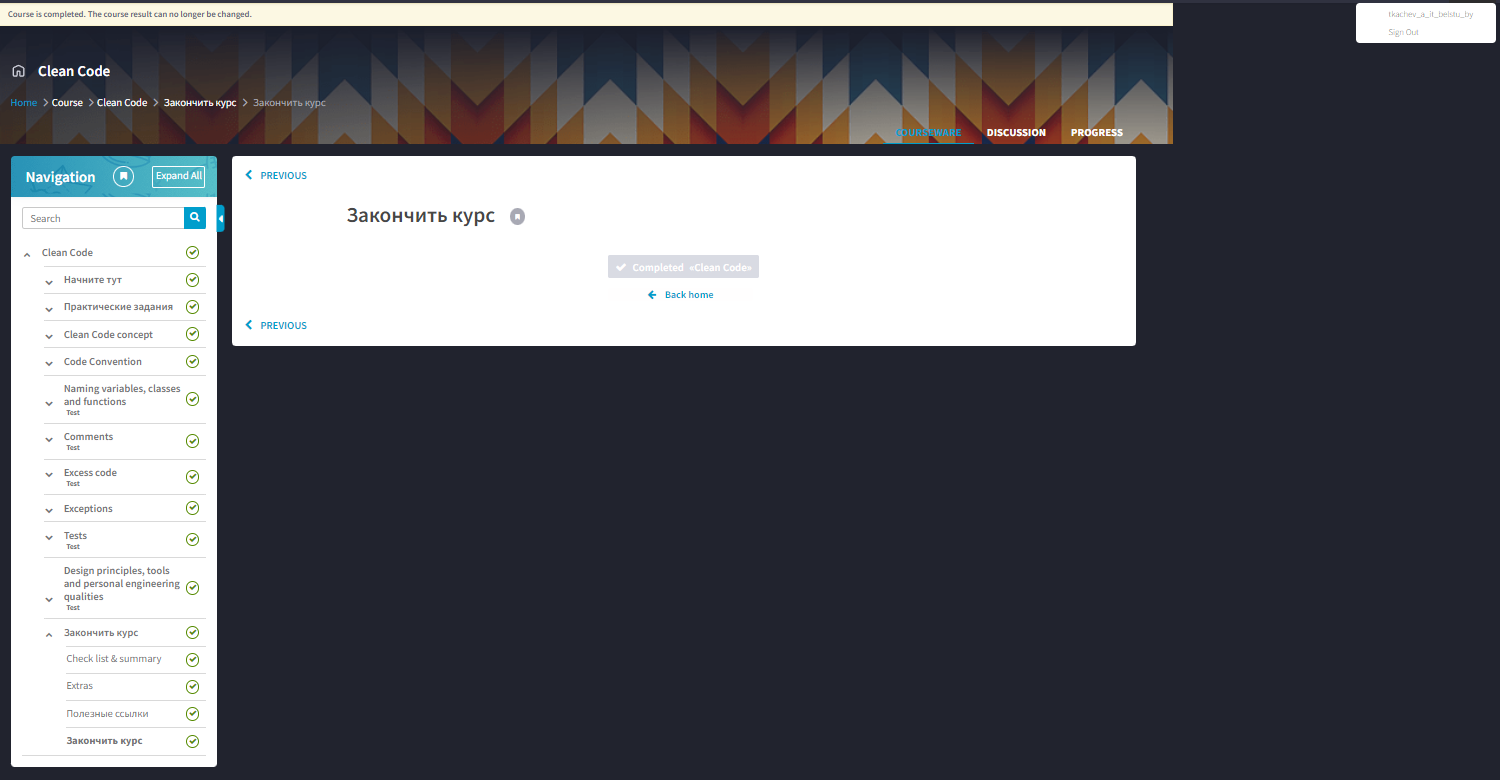 Course is completed. The course result can no longer be changed.
tkachev_a_it_belstu_by
Sign Out
Clean Code
Home > Course > Clean Code > Закончить курс > Закончить курс
COURSEWARE DISCUSSION PROGRESS
Navigation Expand All
Search
Clean Code
Начните тут
Практические задания
Clean Code concept
Code Convention
Naming variables, classes
and functions
Test
Comments
Test
Excess code
Test
Exceptions
Tests
Test
Design principles, tools
and personal engineering
qualities
Test
Закончить курс
Check list & summary
Extras
Полезные ссылки
Закончить курс
PREVIOUS
Закончить курс
Completed «Clean Code»
Back home
PREVIOUS